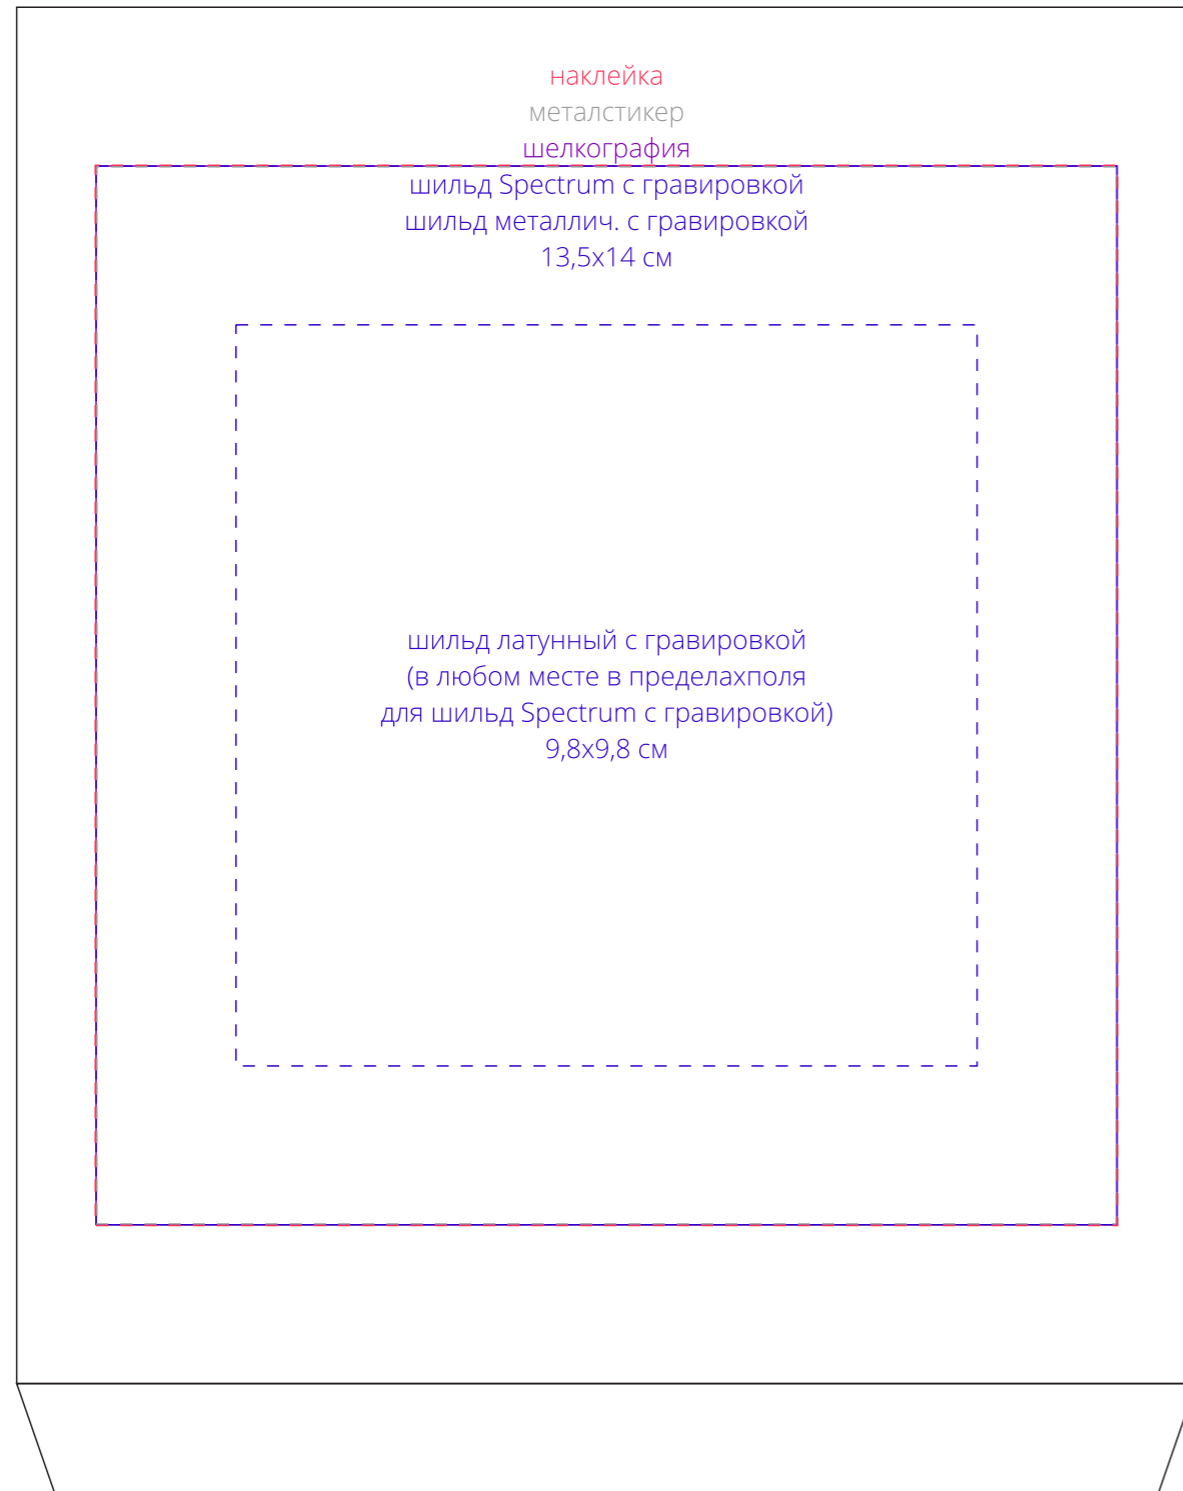 наклейка
металстикер
шелкография
шильд Spectrum с гравировкой
шильд металлич. с гравировкой
13,5х14 см
шильд латунный с гравировкой
(в любом месте в пределахполя
для шильд Spectrum с гравировкой)
9,8х9,8 см